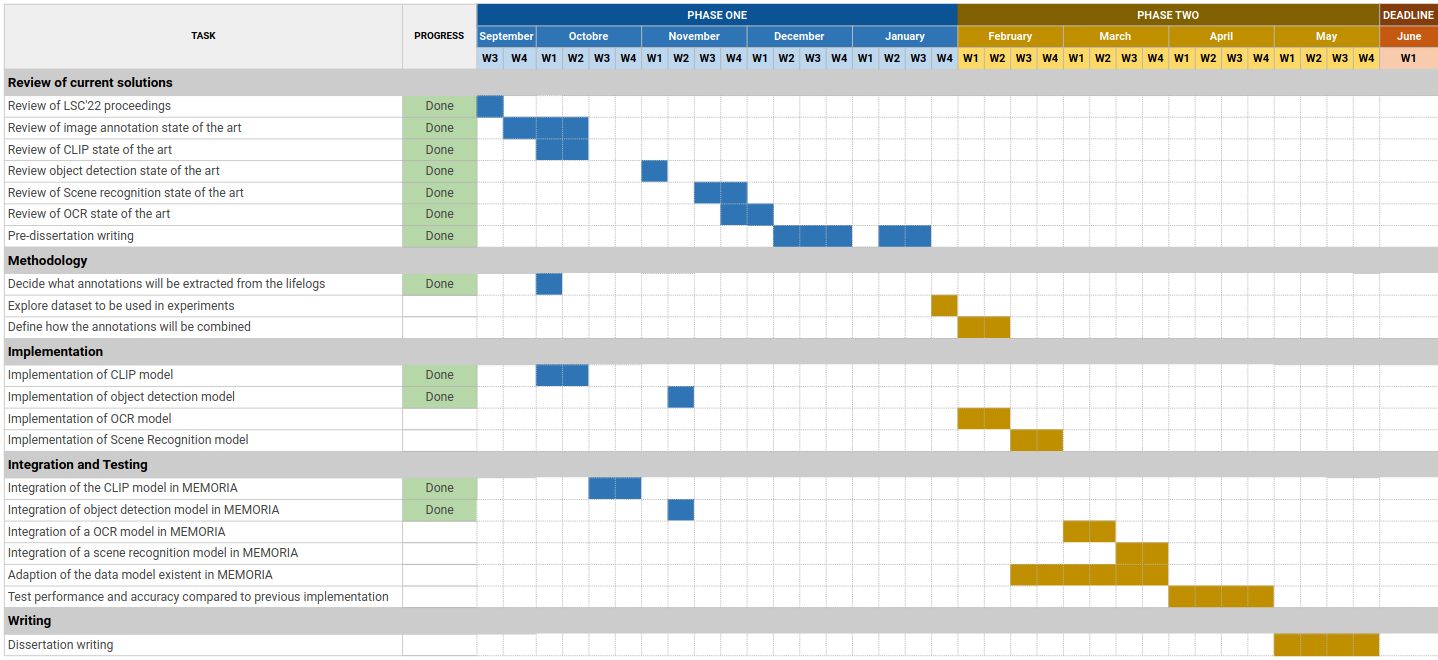 PHASE ONE PHASE TWO DEADLINE
TASK PROGRESS September Octobre November December January February March April May June
W3 W4 W1 W2 W3 W4 W1 W2 W3 W4 W1 W2 W3 W4 W1 W2 W3 W4 W1 W2 W3 W4 W1 W2 W3 W4 W1 W2 W3 W4 W1 W2 W3 W4 W1
Review of current solutions
Review of LSC'22 proceedings Done
Review of image annotation state of the art Done
Review of CLIP state of the art Done
Review object detection state of the art Done
Review of Scene recognition state of the art Done
Review of OCR state of the art Done
Pre-dissertation writing Done
Methodology
Decide what annotations will be extracted from the lifelogs Done
Explore dataset to be used in experiments
Define how the annotations will be combined
Implementation
Implementation of CLIP model Done
Implementation of object detection model Done
Implementation of OCR model
Implementation of Scene Recognition model
Integration and Testing
Integration of the CLIP model in MEMORIA Done
Integration of object detection model in MEMORIA Done
Integration of a OCR model in MEMORIA
Integration of a scene recognition model in MEMORIA
Adaption of the data model existent in MEMORIA
Test performance and accuracy compared to previous implementation
Writing
Dissertation writing